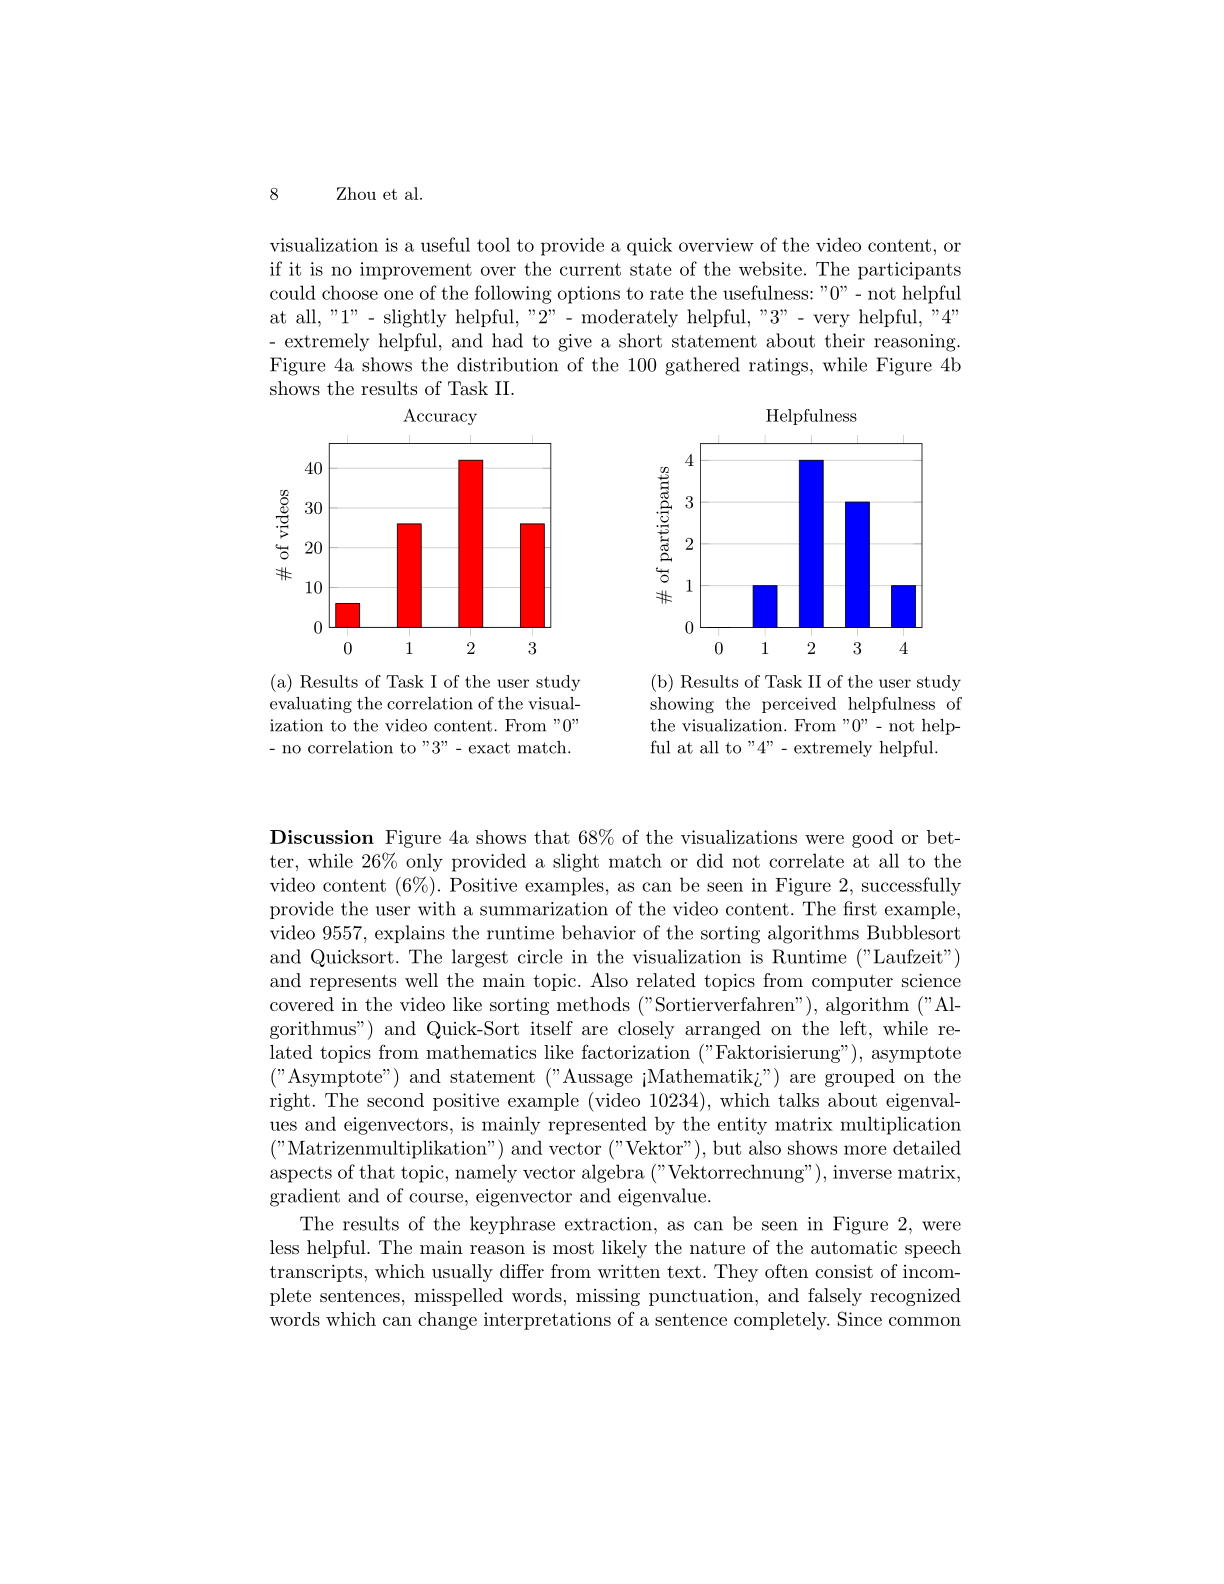 8 Zhou et al.
visualization is a useful tool to provide a quick overview of the video content, or
if it is no improvement over the current state of the website. The participants
could choose one of the following options to rate the usefulness: ”0” - not helpful
at all, ”1” - slightly helpful, ”2” - moderately helpful, ”3” - very helpful, ”4”
- extremely helpful, and had to give a short statement about their reasoning.
Figure 4a shows the distribution of the 100 gathered ratings, while Figure 4b
shows the results of Task II.
Accuracy
40
30
20
10
0
# of videos
0 1 2 3
(a) Results of Task I of the user study
evaluating the correlation of the visual-
ization to the video content. From ”0”
- no correlation to ”3” - exact match.
Helpfulness
4
3
2
1
0
# of participants
0 1 2 3 4
(b) Results of Task II of the user study
showing the perceived helpfulness of
the visualization. From ”0” - not help-
ful at all to ”4” - extremely helpful.
Discussion Figure 4a shows that 68% of the visualizations were good or bet-
ter, while 26% only provided a slight match or did not correlate at all to the
video content (6%). Positive examples, as can be seen in Figure 2, successfully
provide the user with a summarization of the video content. The first example,
video 9557, explains the runtime behavior of the sorting algorithms Bubblesort
and Quicksort. The largest circle in the visualization is Runtime (”Laufzeit”)
and represents well the main topic. Also related topics from computer science
covered in the video like sorting methods (”Sortierverfahren”), algorithm (”Al-
gorithmus”) and Quick-Sort itself are closely arranged on the left, while re-
lated topics from mathematics like factorization (”Faktorisierung”), asymptote
(”Asymptote”) and statement (”Aussage ¡Mathematik¿”) are grouped on the
right. The second positive example (video 10234), which talks about eigenval-
ues and eigenvectors, is mainly represented by the entity matrix multiplication
(”Matrizenmultiplikation”) and vector (”Vektor”), but also shows more detailed
aspects of that topic, namely vector algebra (”Vektorrechnung”), inverse matrix,
gradient and of course, eigenvector and eigenvalue.
The results of the keyphrase extraction, as can be seen in Figure 2, were
less helpful. The main reason is most likely the nature of the automatic speech
transcripts, which usually differ from written text. They often consist of incom-
plete sentences, misspelled words, missing punctuation, and falsely recognized
words which can change interpretations of a sentence completely. Since common